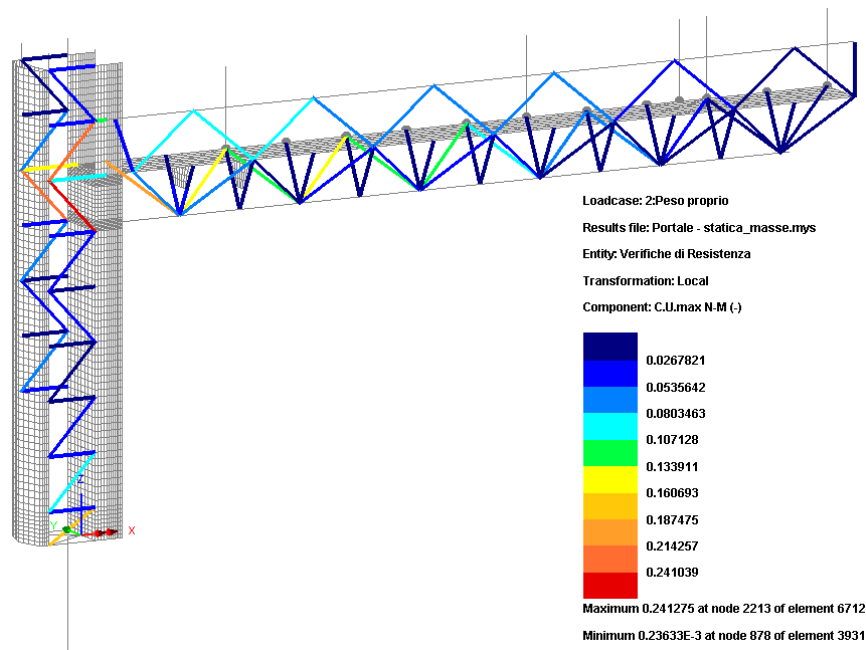 Loadcase: 2:Peso proprio
Results file: Portale - statica_masse.mys
Entity: Verifiche di Resistenza
Transformation: Local
Component: C.U.max N-M (-)
0.0267821
0.0535642
0.0803463
0.107128
0.133911
0.160693
0.187475
0.214257
0.241039
Z
Y
X
Maximum 0.241275 at node 2213 of element 6712
Minimum 0.23633E-3 at node 878 of element 3931